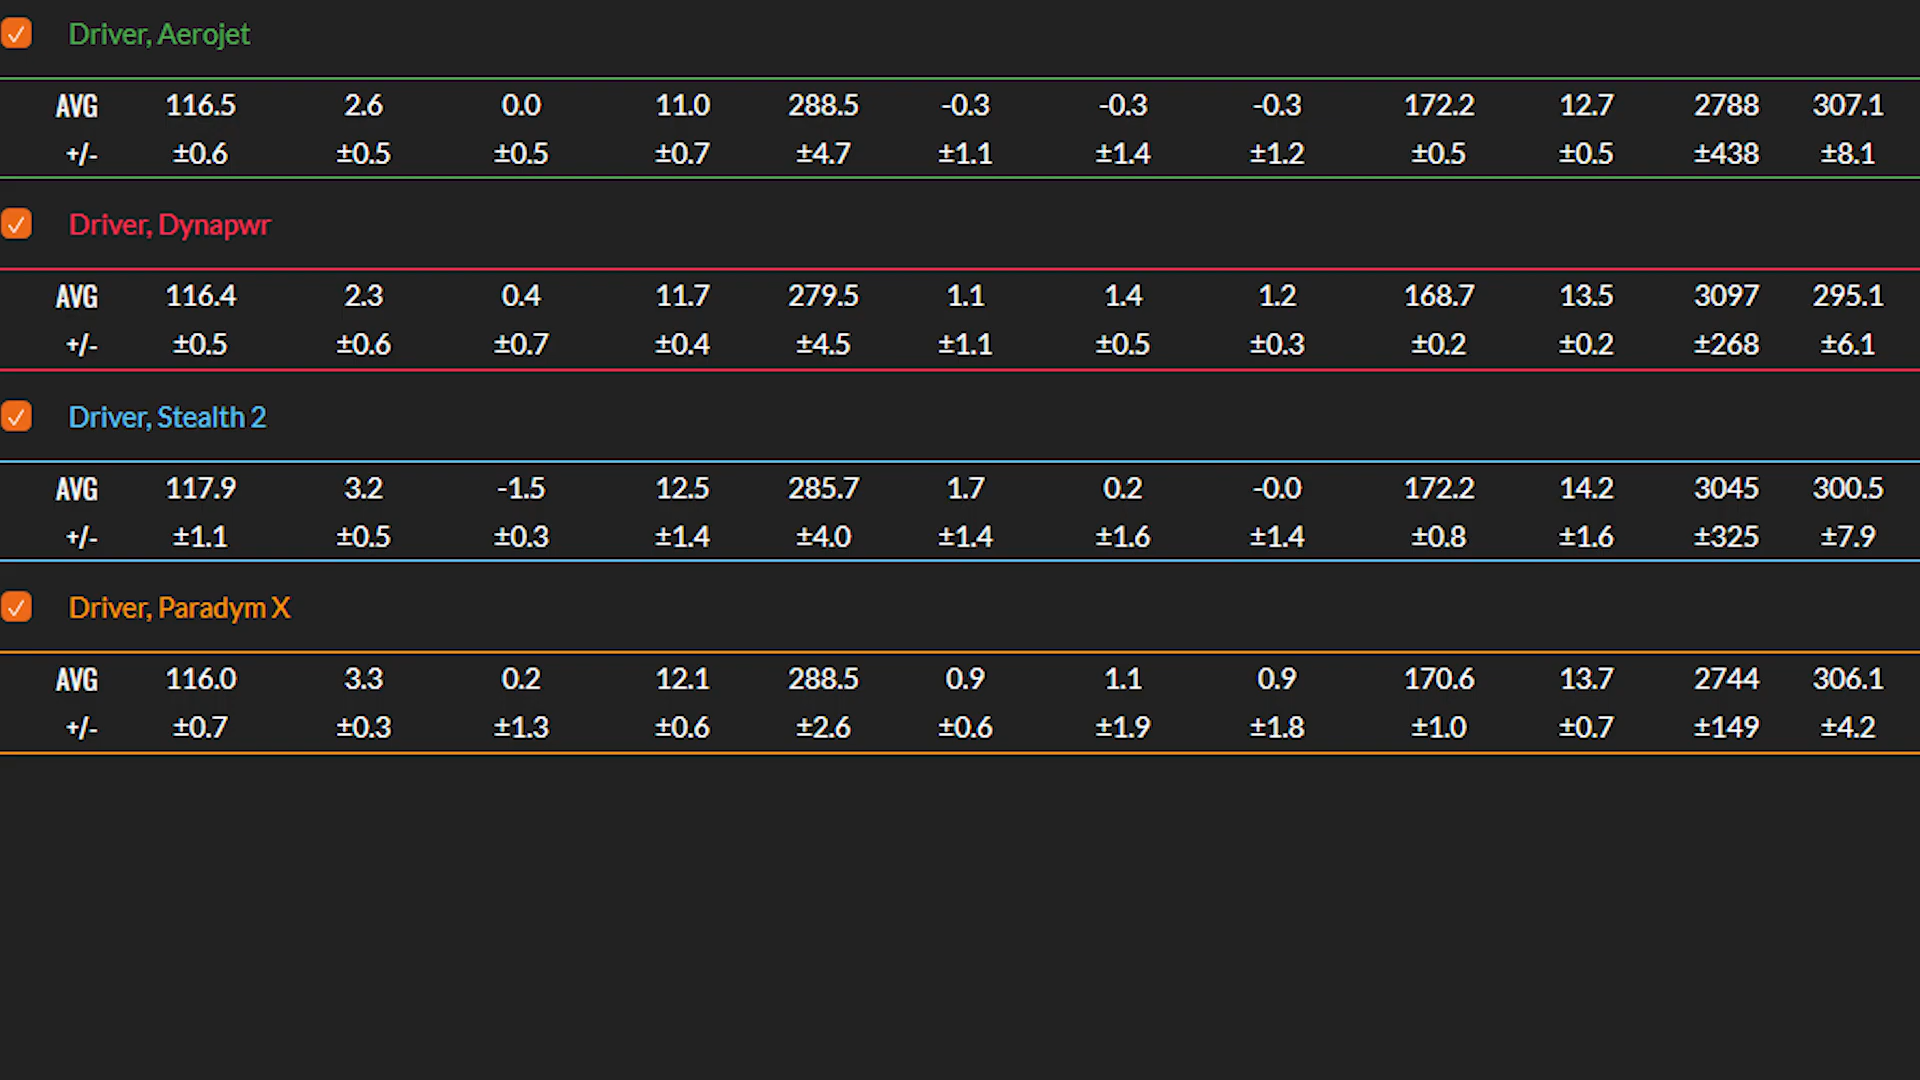 Driver, Aerojet
AVG 116.5 2.6 0.0 11.0 288.5 -0.3 -0.3 -0.3 172.2 12.7 2788 307.1
+/- ±0.6 ±0.5 ±0.5 ±0.7 ±4.7 ±1.1 ±1.4 ±1.2 ±0.5 ±0.5 ±438 ±8.1
Driver, Dynapwr
AVG 116.4 2.3 0.4 11.7 279.5 1.1 1.4 1.2 168.7 13.5 3097 295.1
+/- ±0.5 ±0.6 ±0.7 ±0.4 ±4.5 ±1.1 ±0.5 ±0.3 ±0.2 ±0.2 ±268 ±6.1
Driver, Stealth 2
AVG 117.9 3.2 -1.5 12.5 285.7 1.7 0.2 -0.0 172.2 14.2 3045 300.5
+/- ±1.1 ±0.5 ±0.3 ±1.4 ±4.0 ±1.4 ±1.6 ±1.4 ±0.8 ±1.6 ±325 ±7.9
Driver, Paradym X
AVG 116.0 3.3 0.2 12.1 288.5 0.9 1.1 0.9 170.6 13.7 2744 306.1
+/- ±0.7 ±0.3 ±1.3 ±0.6 ±2.6 ±0.6 ±1.9 ±1.8 ±1.0 ±0.7 ±149 ±4.2